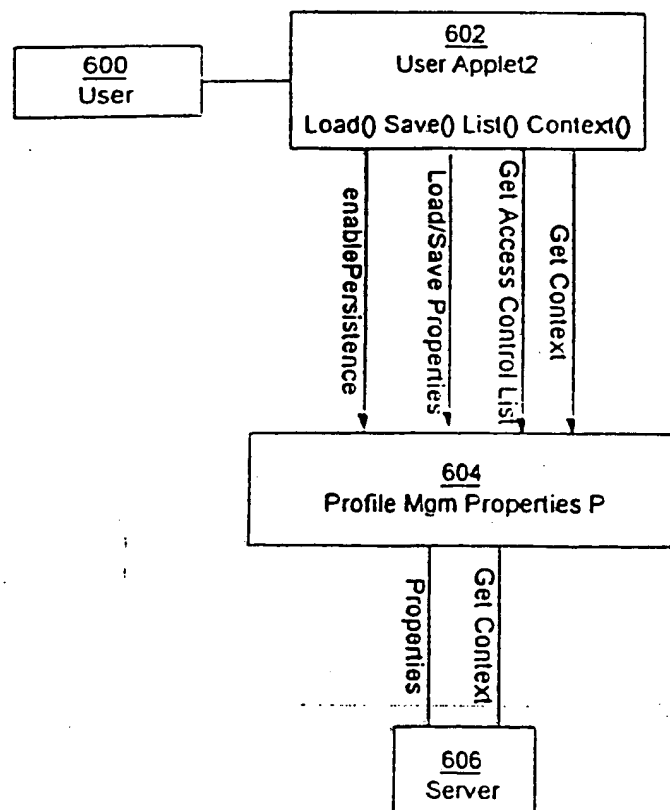 600
User
602
User Applet2
Load() Save() List() Context()
enablePersistence
Load/Save Properties
Get Access Control List
Get Context
604
Profile Mgm Properties P
Properties
Get Context
606
Server